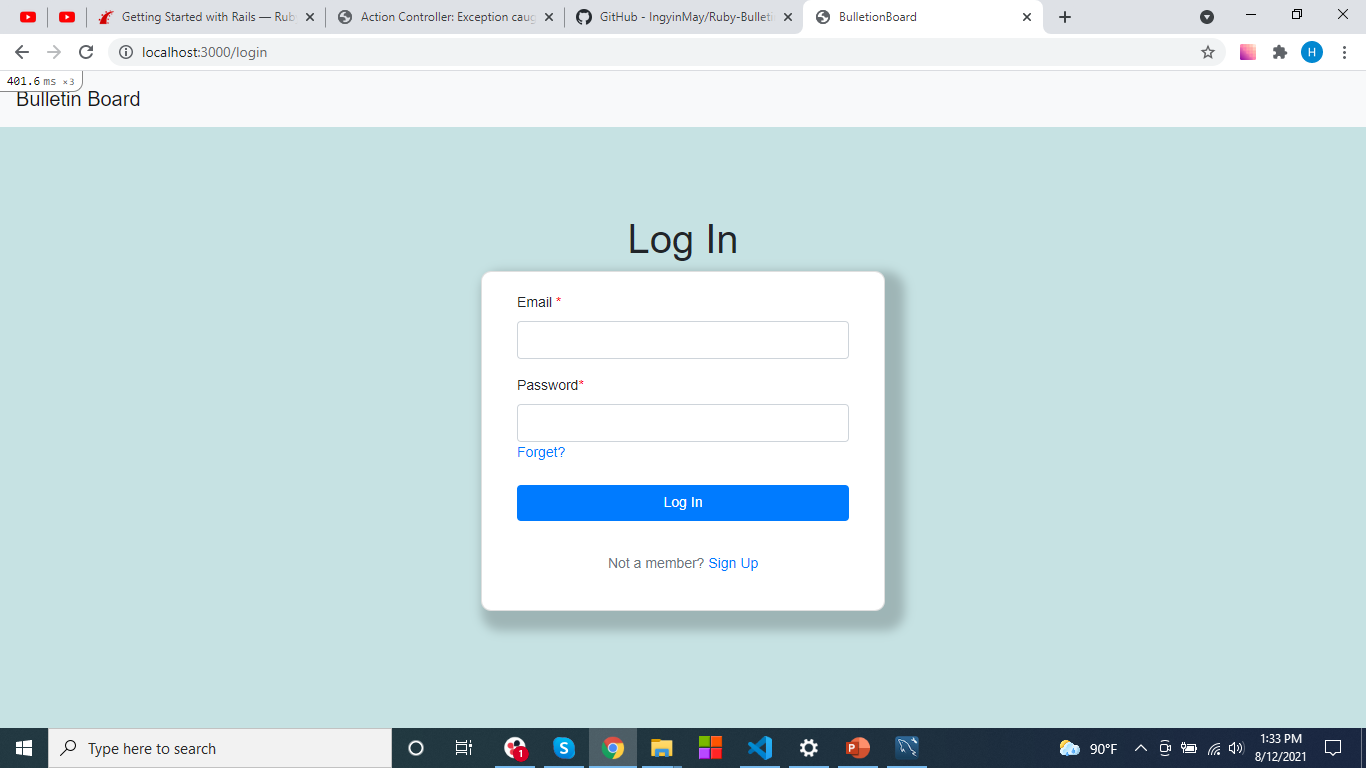 Getting Started with Rails — Rub
Action Controller: Exception caug
GitHub - IngyinMay/Ruby-Bulleti
BulletionBoard
localhost:3000/login
H
401.6 ms ×3
Bulletin Board
Log In
Email *
Password*
Forget?
Log In
Not a member? Sign Up
Type here to search
1
S
P
90°F
1:33 PM
8/12/2021